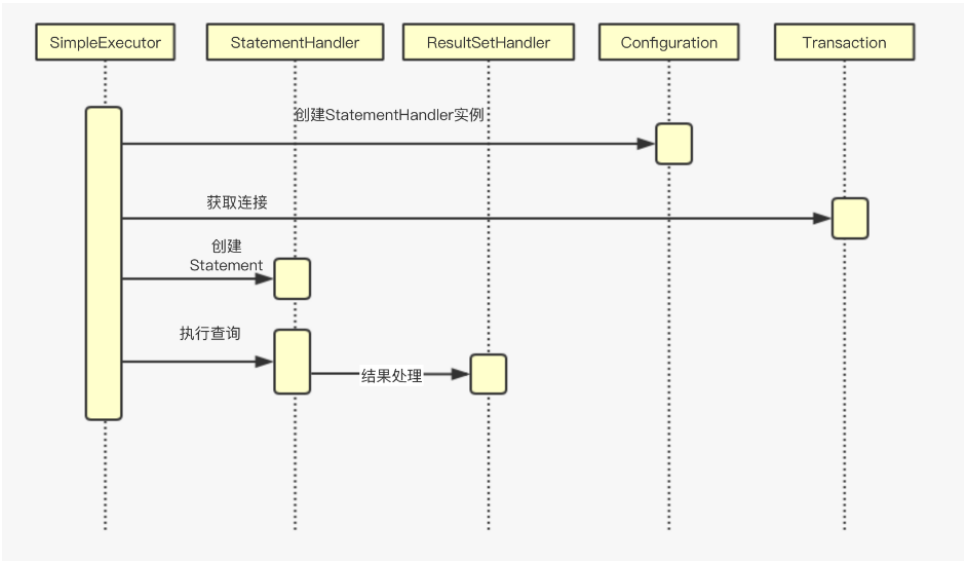 SimpleExecutor
StatementHandler
ResultSetHandler
Configuration
Transaction
创建StatementHandler实例
获取连接
创建
Statement
执行查询
结果处理